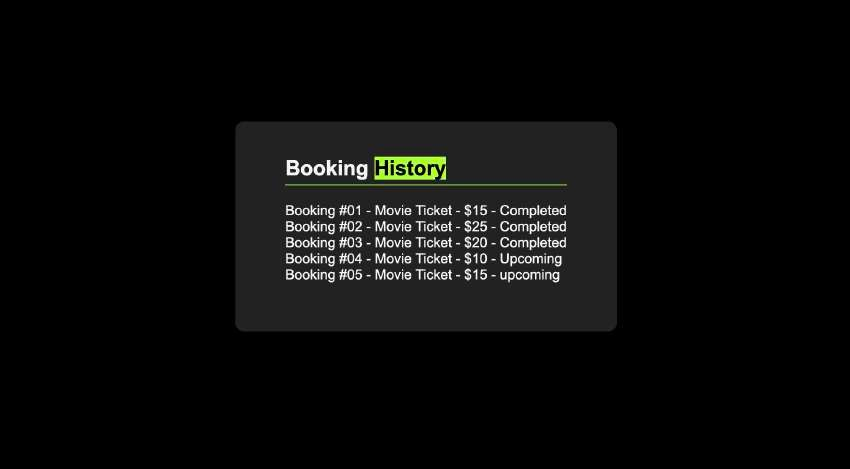 Booking History
Booking #01 - Movie Ticket - $15 - Completed
Booking #02 - Movie Ticket - $25 - Completed
Booking #03 - Movie Ticket - $20 - Completed
Booking #04 - Movie Ticket - $10 - Upcoming
Booking #05 - Movie Ticket - $15 - upcoming